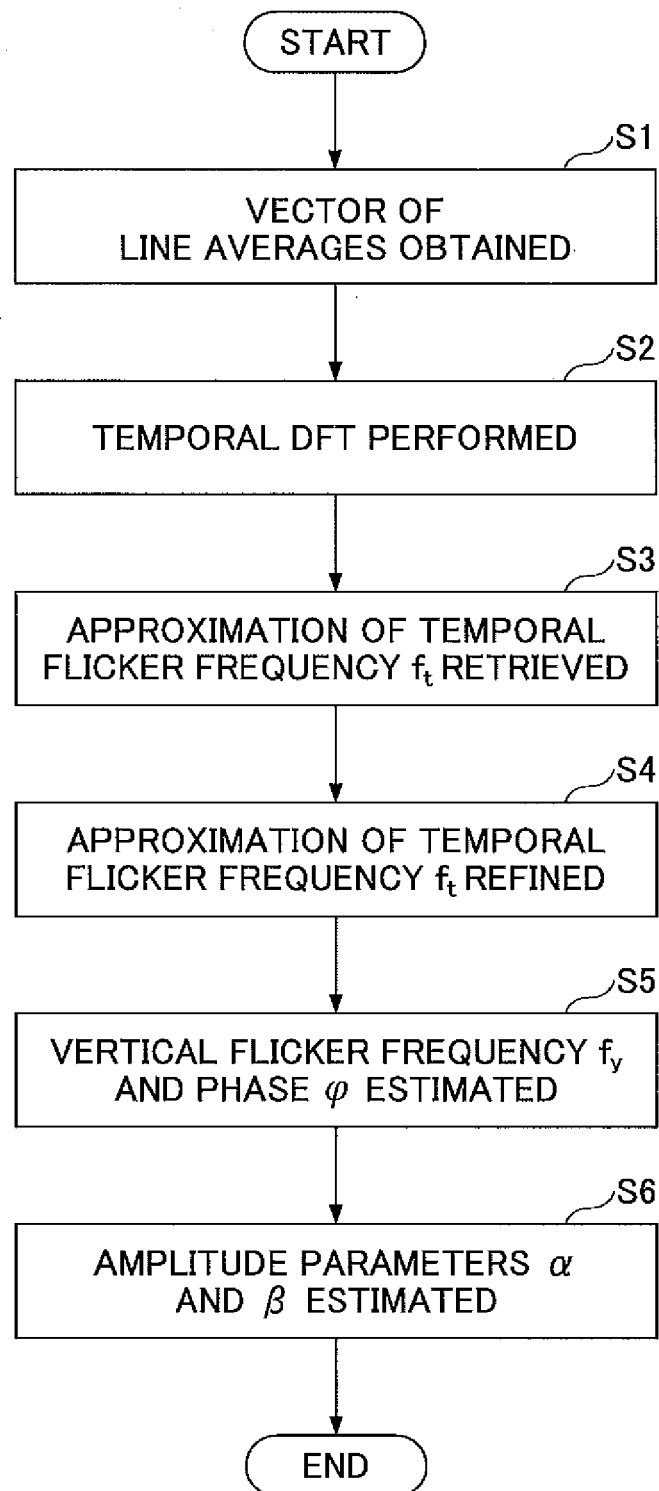 START
S1
VECTOR OF
LINE AVERAGES OBTAINED
S2
TEMPORAL DFT PERFORMED
S3
APPROXIMATION OF TEMPORAL
FLICKER FREQUENCY fₜ RETRIEVED
S4
APPROXIMATION OF TEMPORAL
FLICKER FREQUENCY fₜ REFINED
S5
VERTICAL FLICKER FREQUENCY f_y
AND PHASE φ ESTIMATED
S6
AMPLITUDE PARAMETERS α
AND β ESTIMATED
END